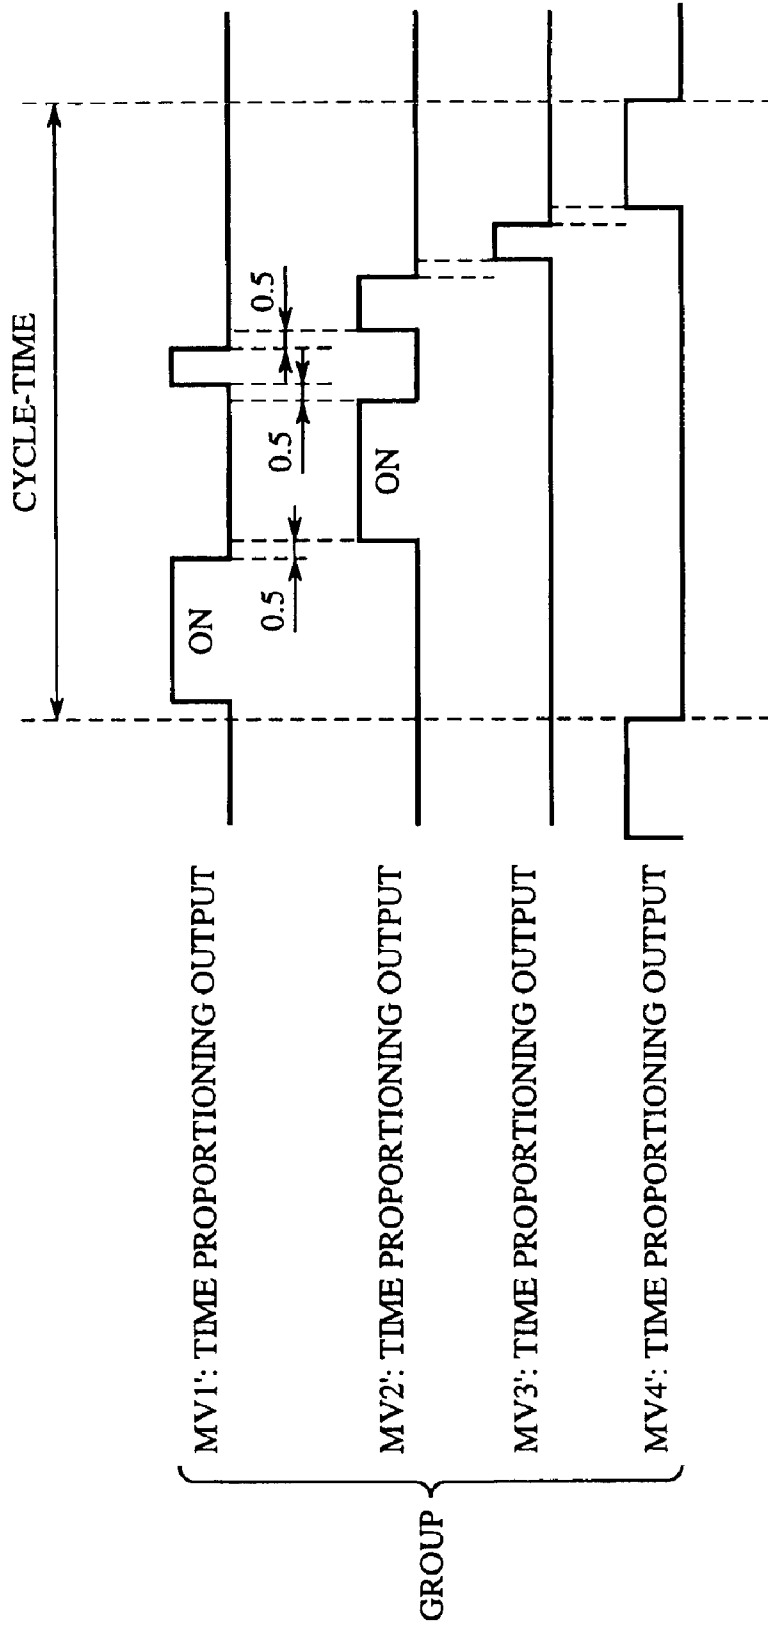 CYCLE-TIME
GROUP
MV1': TIME PROPORTIONING OUTPUT
ON
0.5
0.5
0.5
MV2': TIME PROPORTIONING OUTPUT
ON
MV3': TIME PROPORTIONING OUTPUT
MV4': TIME PROPORTIONING OUTPUT